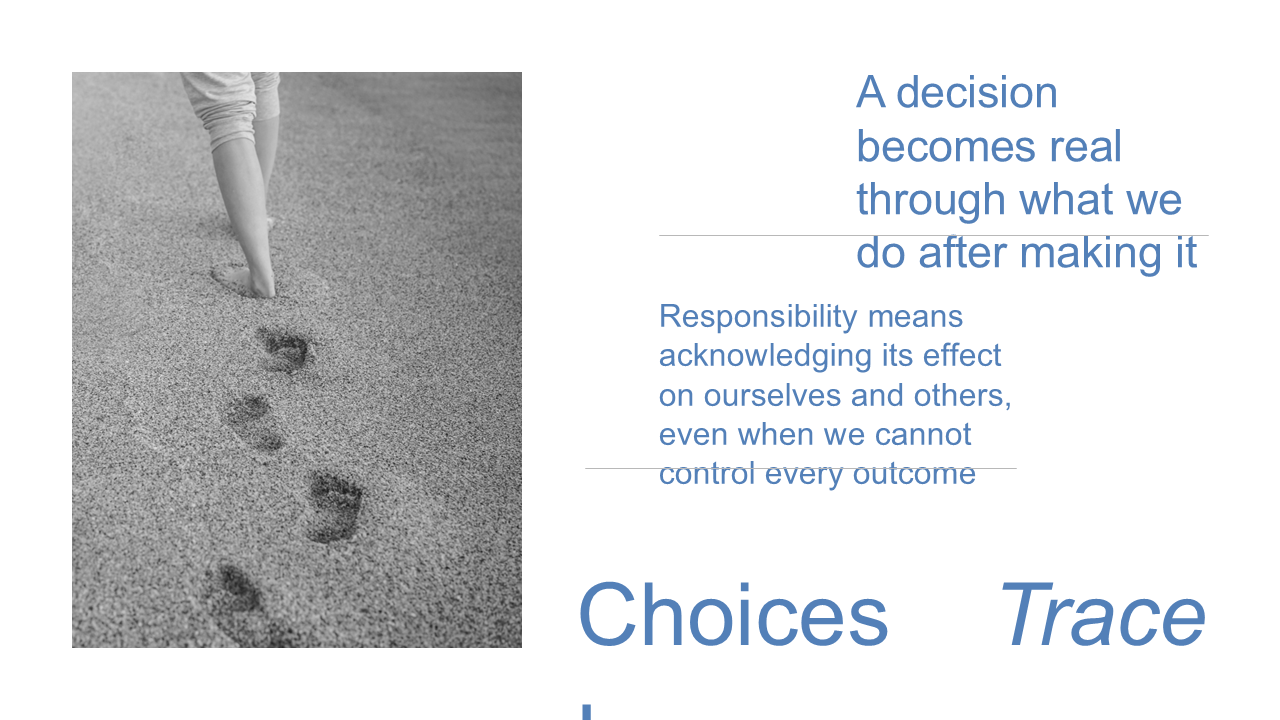 A decision
becomes real
through what we
do after making it
Responsibility means
acknowledging its effect
on ourselves and others,
even when we cannot
control every outcome
Choices Trace